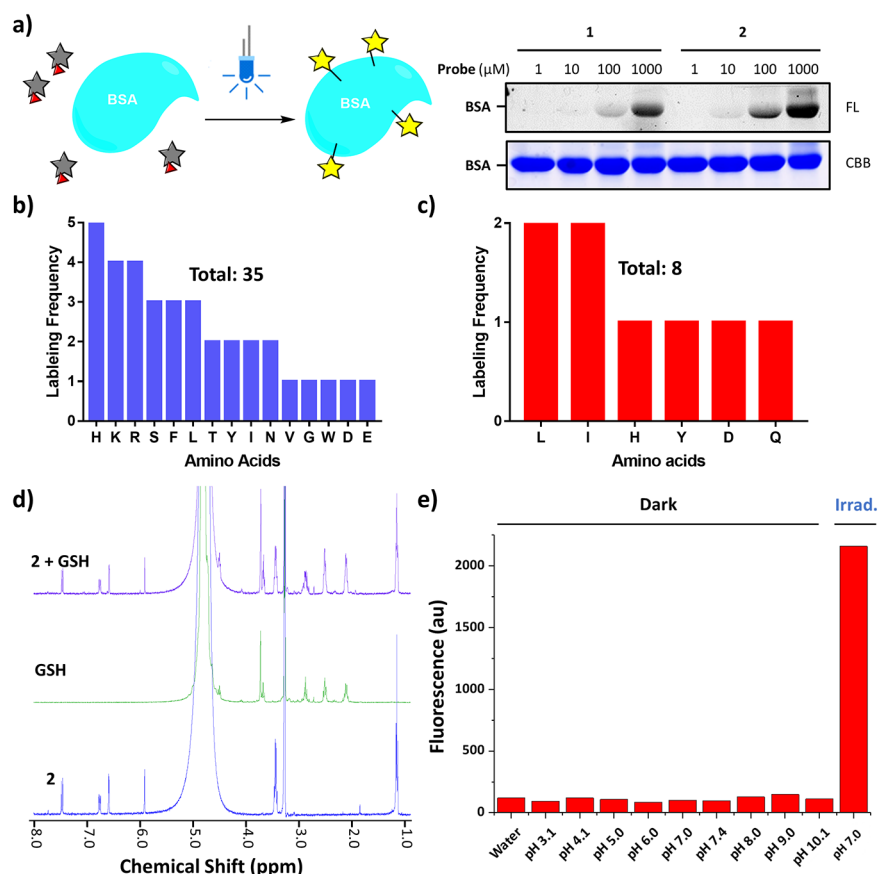 a)
BSA
BSA
1 2
Probe (μM) 1 10 100 1000 1 10 100 1000
BSA FL
BSA CBB
b)
Lableing Frequency
5
4
3
2
1
0
Total: 35
H K R S F L T Y I N V G W D E
Amino Acids
c)
Labeling Frequency
2
1
0
Total: 8
L I H Y D Q
Amino acids
d)
2 + GSH
GSH
2
8.0 7.0 6.0 5.0 4.0 3.0 2.0 1.0
Chemical Shift (ppm)
e)
Dark Irrad.
Fluorescence (au)
2000
1500
1000
500
0
Water pH 3.1 pH 4.1 pH 5.0 pH 6.0 pH 7.0 pH 7.4 pH 8.0 pH 9.0 pH 10.1 pH 7.0